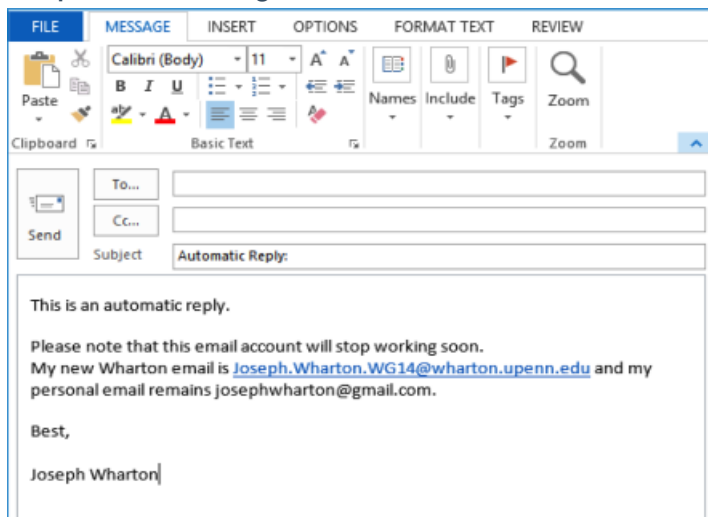 FILE MESSAGE INSERT OPTIONS FORMAT TEXT REVIEW
Calibri (Body) 11 A A
B I U
Paste
aby A
Names Include Tags Zoom
Clipboard Basic Text Zoom
To...
Cc...
Send
Subject Automatic Reply:
This is an automatic reply.
Please note that this email account will stop working soon.
My new Wharton email is Joseph.Wharton.WG14@wharton.upenn.edu and my
personal email remains josephwharton@gmail.com.
Best,
Joseph Wharton